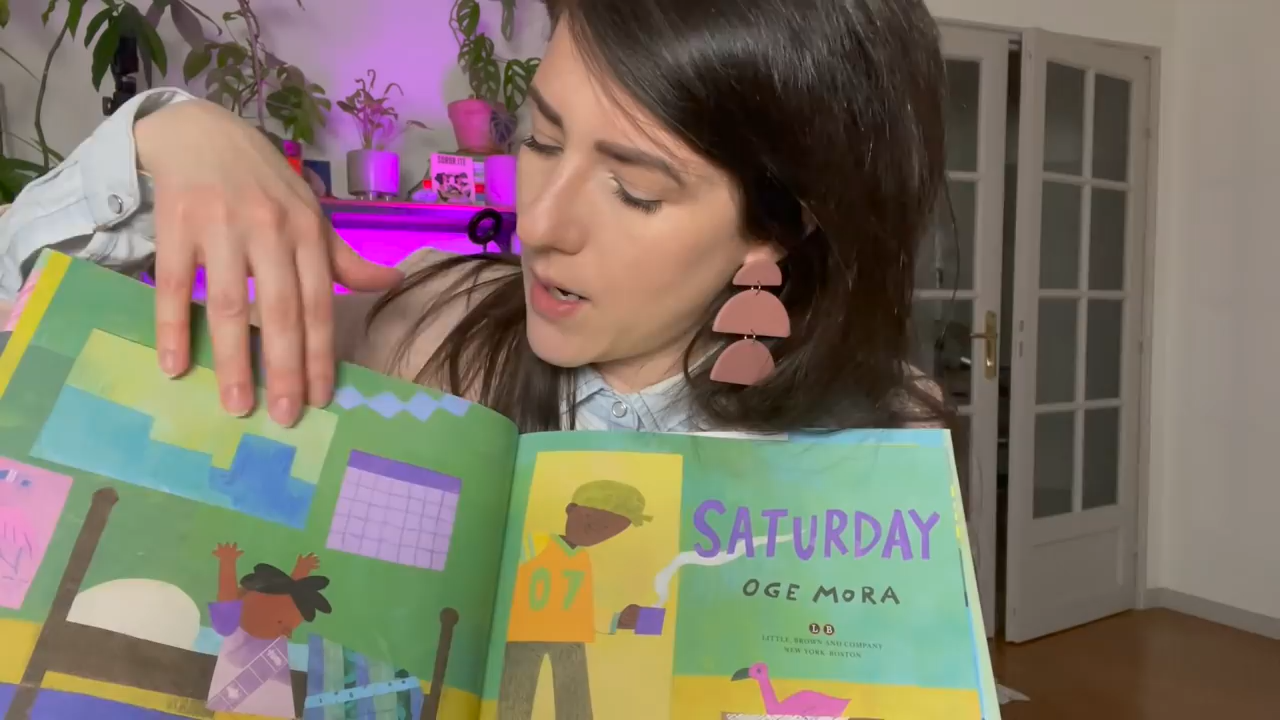 SATURDAY
OGE MORA
LB
LITTLE, BROWN AND COMPANY
NEW YORK BOSTON
07